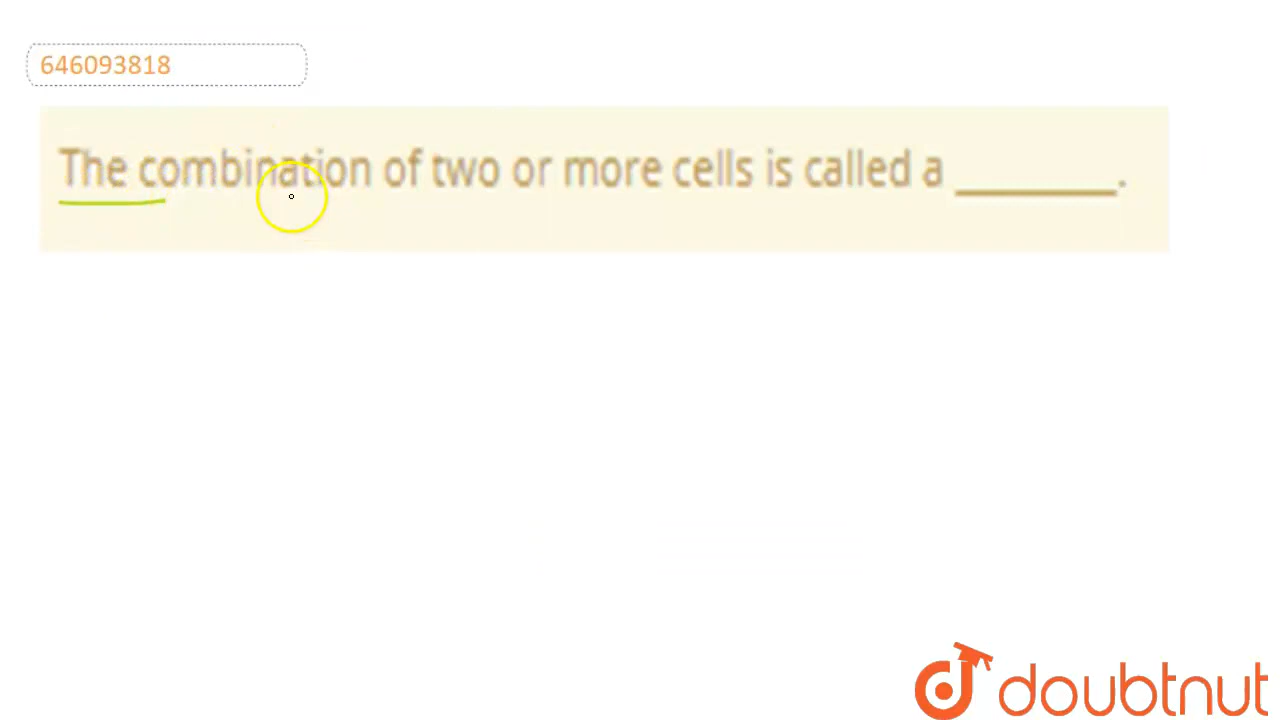 646093818
The combination of two or more cells is called a ________.
doubtnut